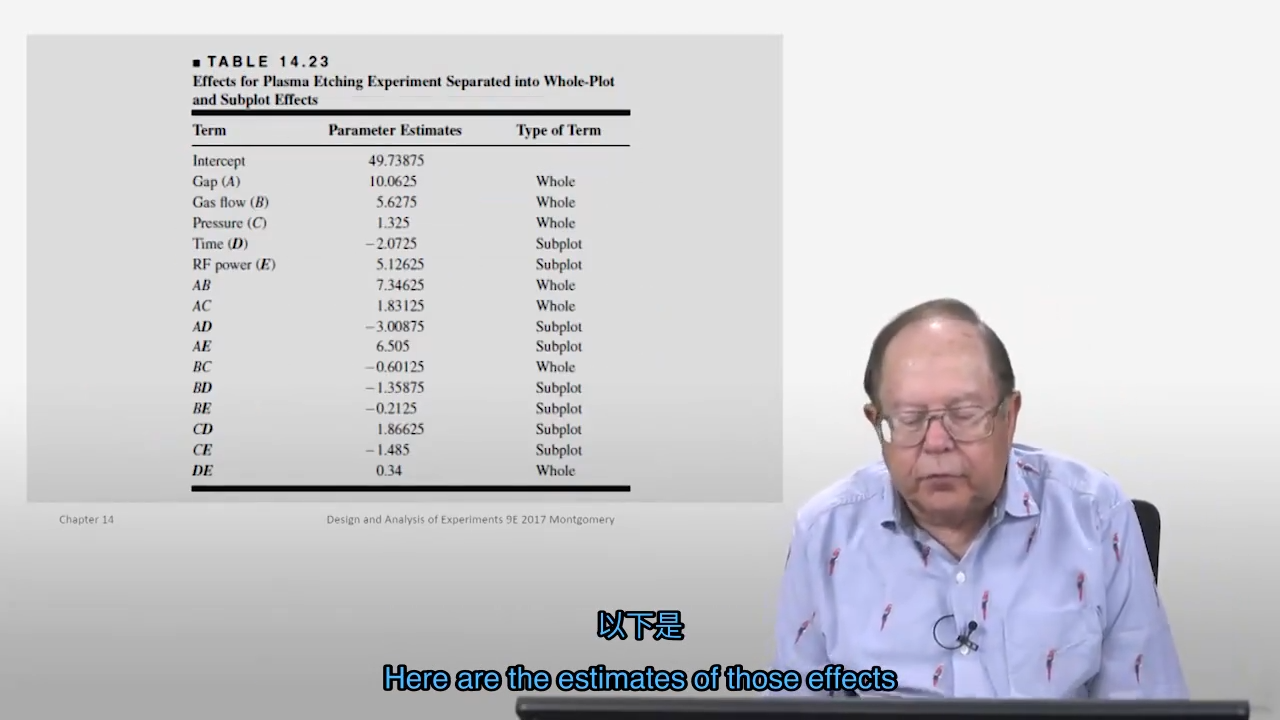 ■ TABLE 14.23
Effects for Plasma Etching Experiment Separated into Whole-Plot
and Subplot Effects
Term Parameter Estimates Type of Term
Intercept 49.73875
Gap (A) 10.0625 Whole
Gas flow (B) 5.6275 Whole
Pressure (C) 1.325 Whole
Time (D) −2.0725 Subplot
RF power (E) 5.12625 Subplot
AB 7.34625 Whole
AC 1.83125 Whole
AD −3.00875 Subplot
AE 6.505 Subplot
BC −0.60125 Whole
BD −1.35875 Subplot
BE −0.2125 Subplot
CD 1.86625 Subplot
CE −1.485 Subplot
DE 0.34 Whole
Chapter 14 Design and Analysis of Experiments 9E 2017 Montgomery
以下是
Here are the estimates of those effects